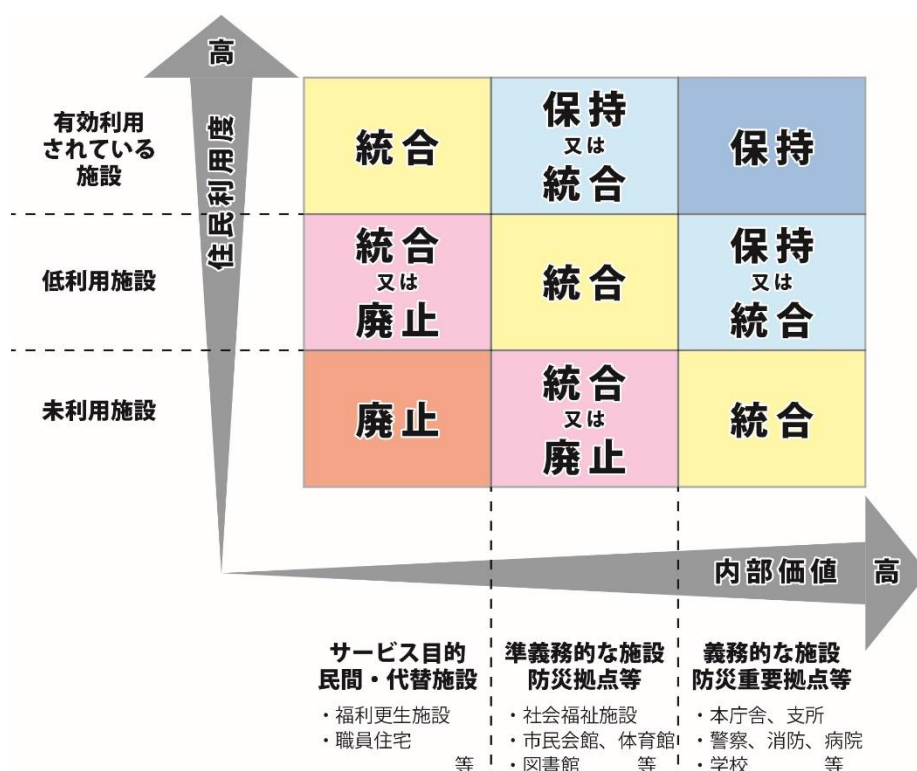 高
住民利用度
有効利用
されている
施設
統合
保持
又は
統合
保持
低利用施設
統合
又は
廃止
統合
保持
又は
統合
未利用施設
廃止
統合
又は
廃止
統合
内部価値
高
サービス目的
民間・代替施設
・福利更生施設
・職員住宅
等
準義務的な施設
防災拠点等
・社会福祉施設
・市民会館、体育館
・図書館 等
義務的な施設
防災重要拠点等
・本庁舎、支所
・警察、消防、病院
・学校 等